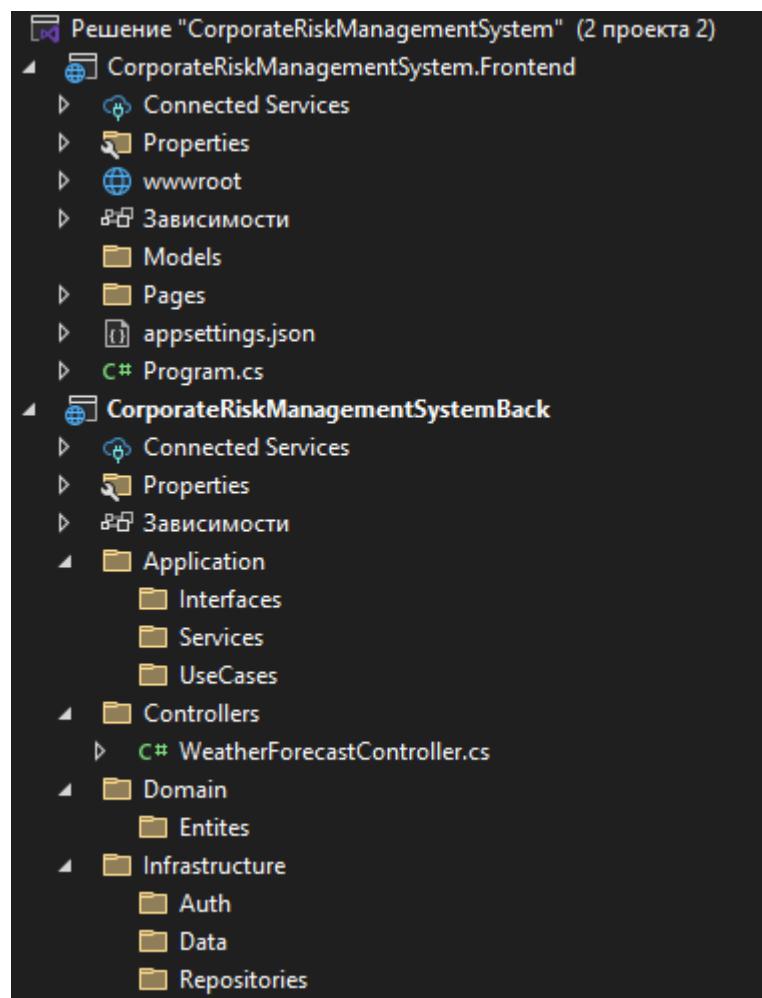 Решение "CorporateRiskManagementSystem" (2 проекта 2)
CorporateRiskManagementSystem.Frontend
Connected Services
Properties
wwwroot
Зависимости
Models
Pages
appsettings.json
C# Program.cs
CorporateRiskManagementSystemBack
Connected Services
Properties
Зависимости
Application
Interfaces
Services
UseCases
Controllers
C# WeatherForecastController.cs
Domain
Entites
Infrastructure
Auth
Data
Repositories